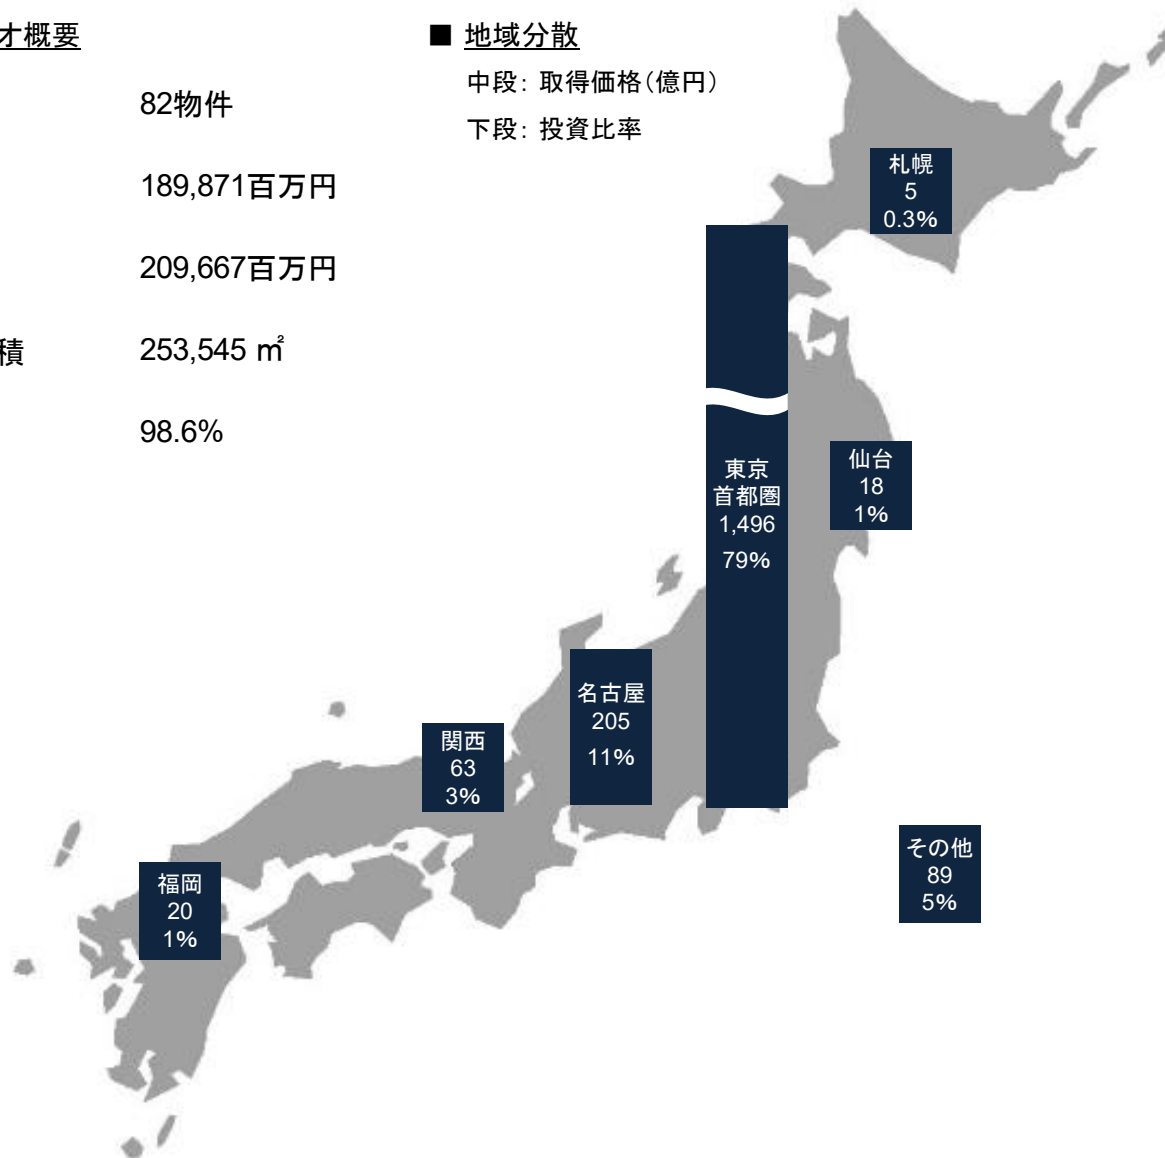 オ概要
82物件
189,871百万円
209,667百万円
積
253,545 ㎡
98.6%
■ 地域分散
中段: 取得価格(億円)
下段: 投資比率
札幌
5
0.3%
仙台
18
1%
東京
首都圏
1,496
79%
名古屋
205
11%
関西
63
3%
福岡
20
1%
その他
89
5%